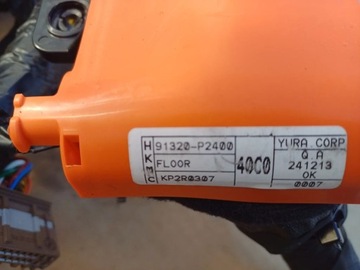 HKMC
91320-P2400
FLOOR
KP2R0307
40C0
YURA CORP
Q A
241213
OK
0007